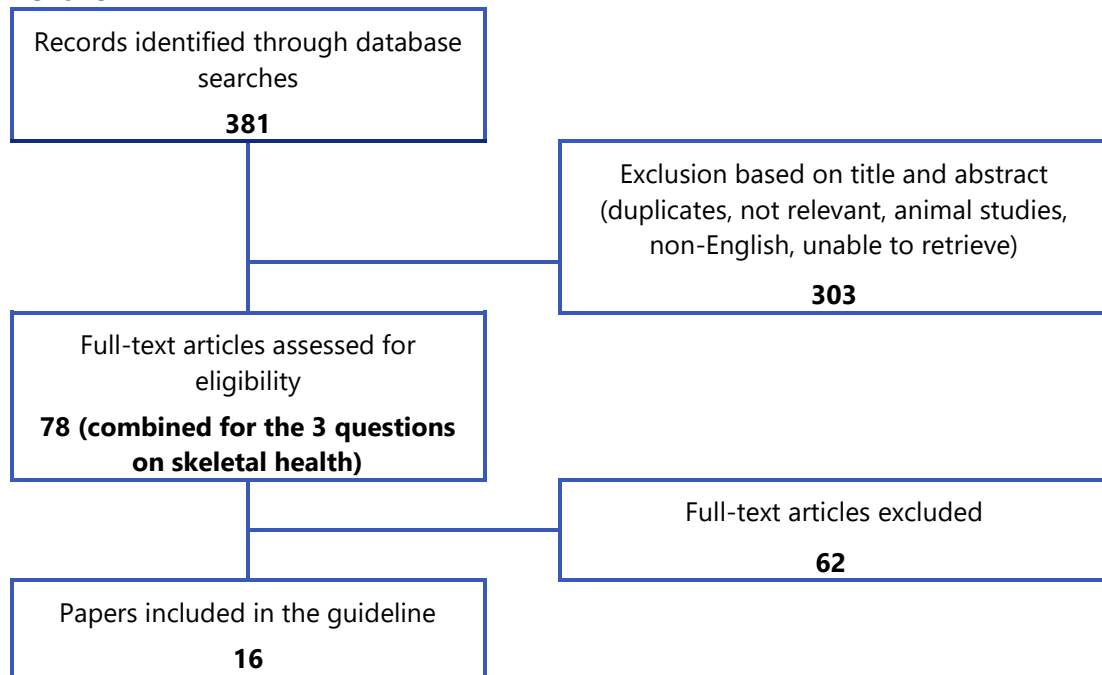 Records identified through database
searches
381
Exclusion based on title and abstract
(duplicates, not relevant, animal studies,
non-English, unable to retrieve)
303
Full-text articles assessed for
eligibility
78 (combined for the 3 questions
on skeletal health)
Full-text articles excluded
62
Papers included in the guideline
16